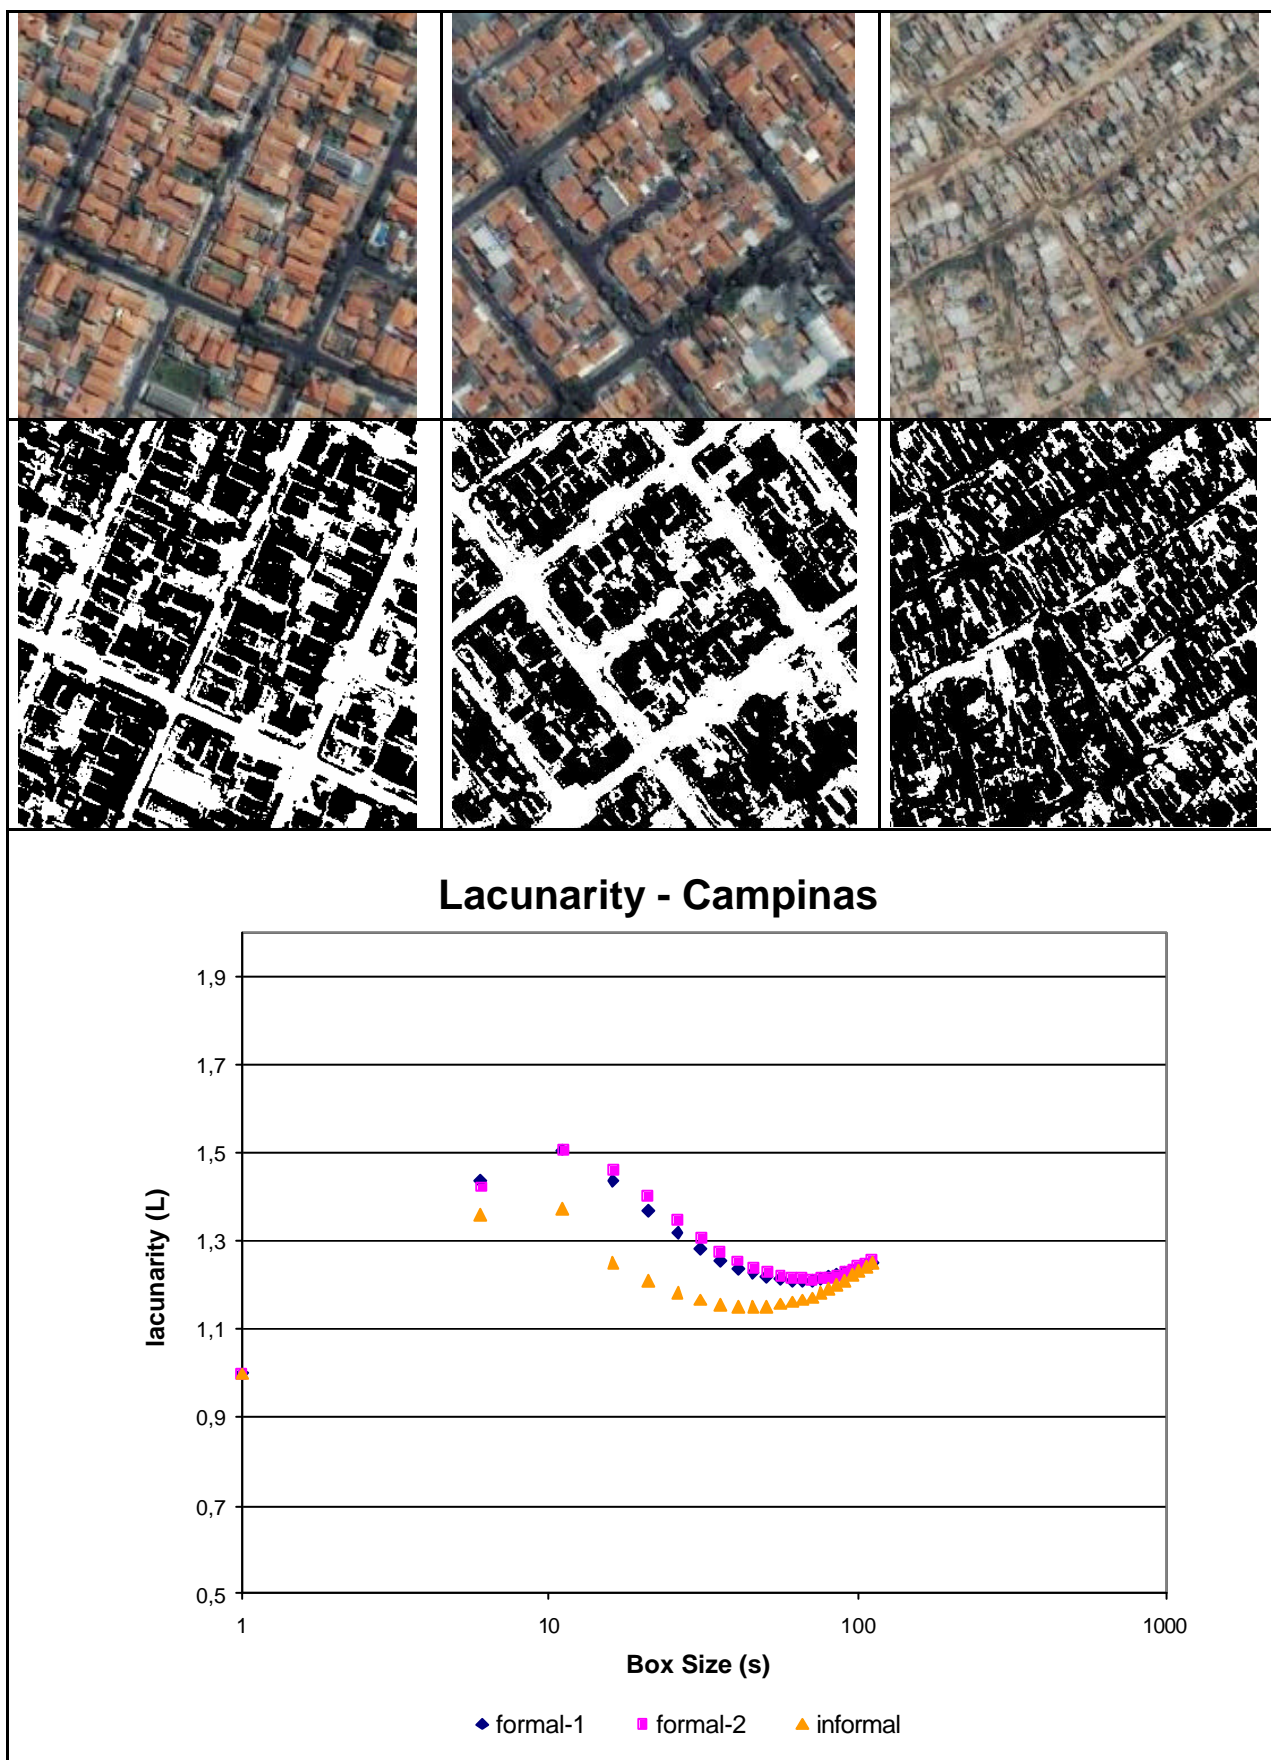 Lacunarity - Campinas
1,9
1,7
1,5
1,3
1,1
0,9
0,7
0,5
lacunarity (L)
1 10 100 1000
Box Size (s)
formal-1 formal-2 informal